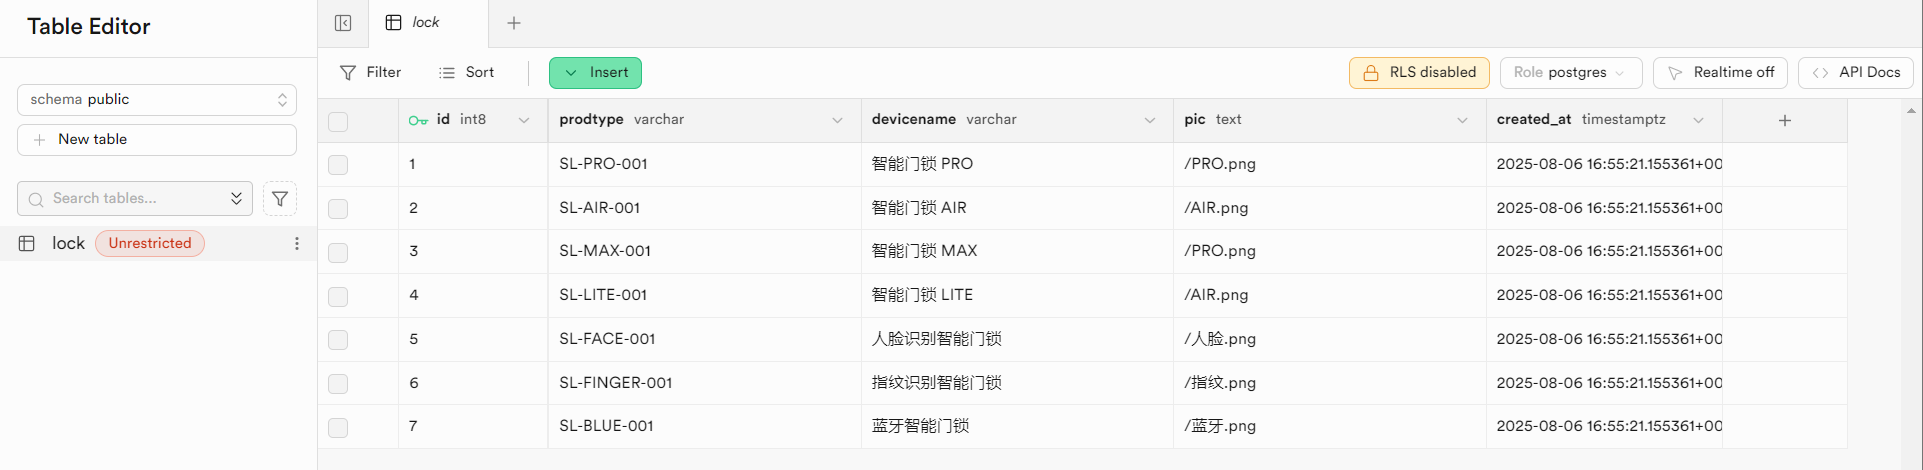 Table Editor
lock
Filter
Sort
Insert
RLS disabled
Role postgres
Realtime off
API Docs
schema public
New table
Search tables...
lock Unrestricted
id int8 prodtype varchar devicename varchar pic text created_at timestamptz
1 SL-PRO-001 智能门锁 PRO /PRO.png 2025-08-06 16:55:21.155361+00
2 SL-AIR-001 智能门锁 AIR /AIR.png 2025-08-06 16:55:21.155361+00
3 SL-MAX-001 智能门锁 MAX /PRO.png 2025-08-06 16:55:21.155361+00
4 SL-LITE-001 智能门锁 LITE /AIR.png 2025-08-06 16:55:21.155361+00
5 SL-FACE-001 人脸识别智能门锁 /人脸.png 2025-08-06 16:55:21.155361+00
6 SL-FINGER-001 指纹识别智能门锁 /指纹.png 2025-08-06 16:55:21.155361+00
7 SL-BLUE-001 蓝牙智能门锁 /蓝牙.png 2025-08-06 16:55:21.155361+00